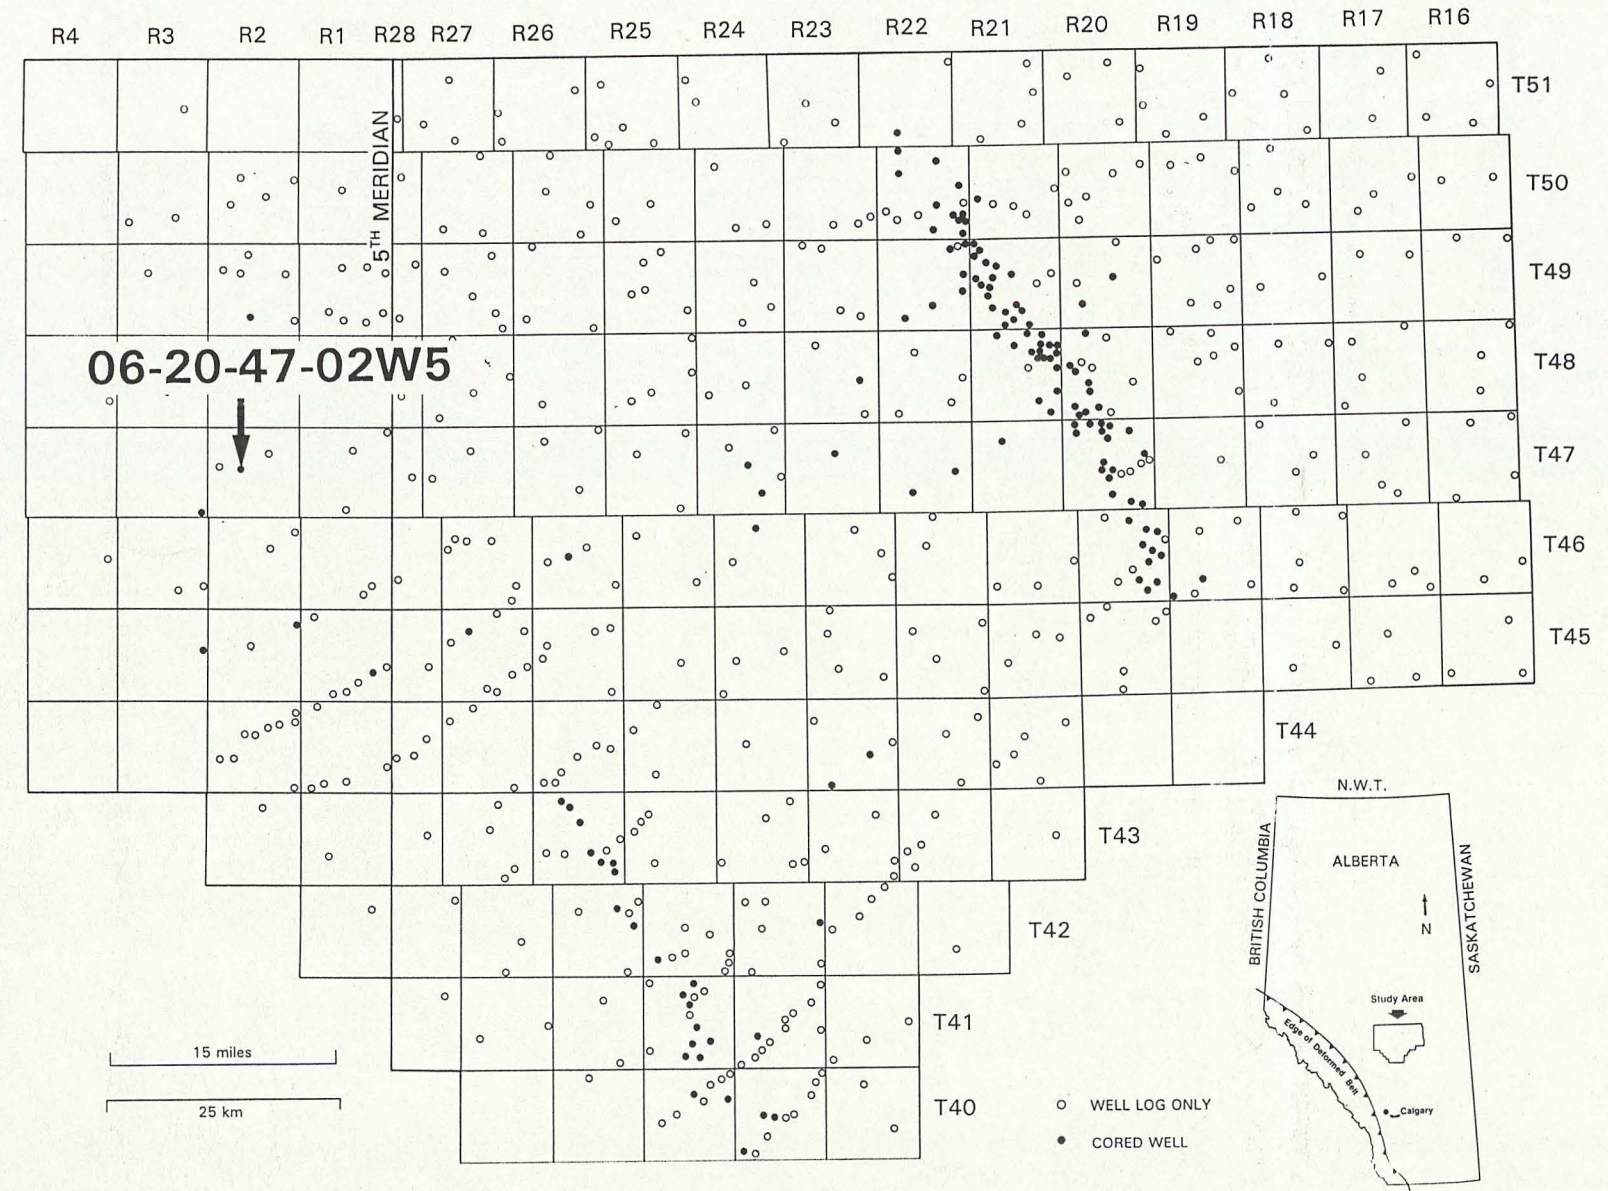 R4 R3 R2 R1 R28 R27 R26 R25 R24 R23 R22 R21 R20 R19 R18 R17 R16
T51
5TH MERIDIAN
T50
T49
06-20-47-02W5
T48
T47
T46
T45
T44
T43
T42
T41
T40
15 miles
25 km
WELL LOG ONLY
CORED WELL
N.W.T.
BRITISH COLUMBIA
ALBERTA
SASKATCHEWAN
N
Study Area
Edge of Deformed Belt
Calgary